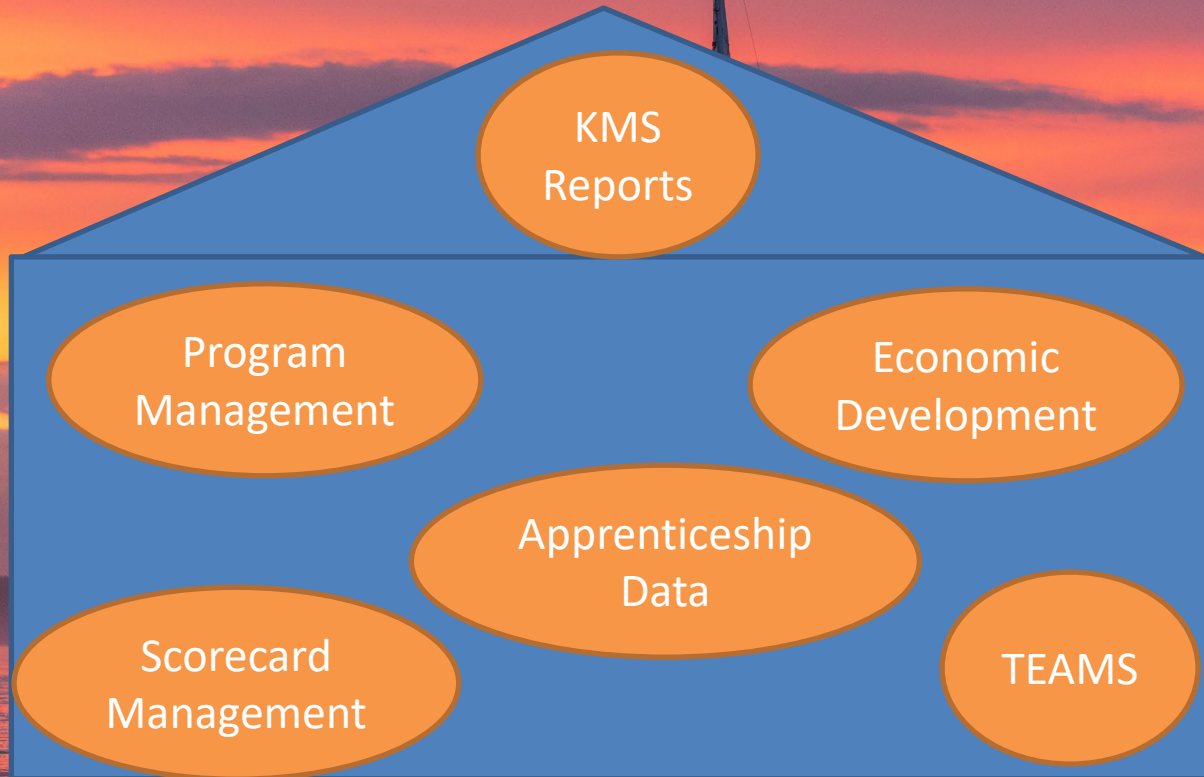 KMS
Reports
Program
Management
Economic
Development
Apprenticeship
Data
Scorecard
Management
TEAMS